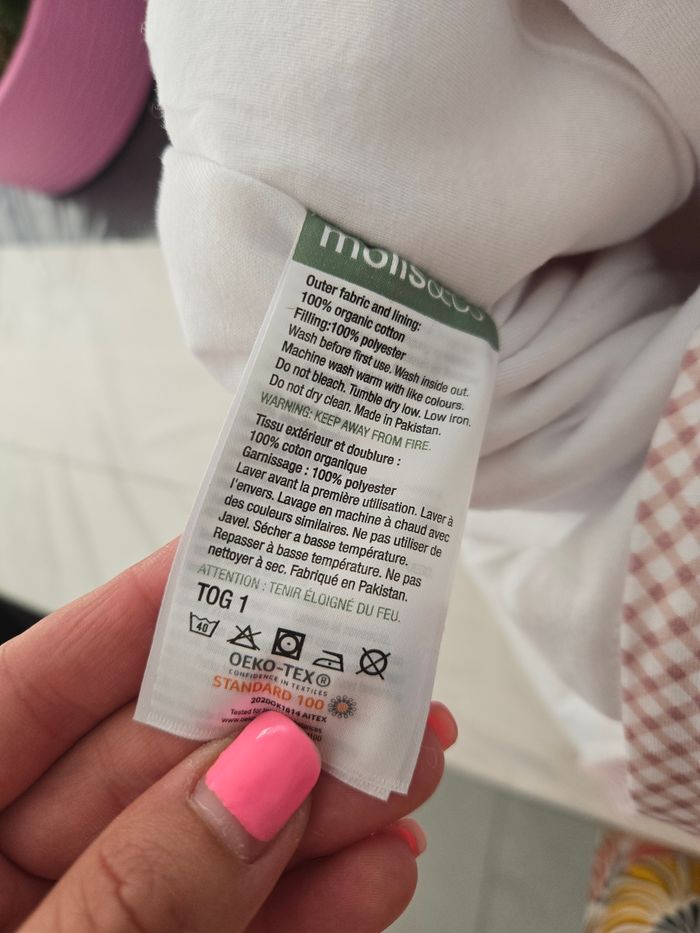 Outer fabric and lining:
100% organic cotton
Filling:100% polyester
Wash before first use. Wash inside out.
Machine wash warm with like colours.
Do not bleach. Tumble dry low. Low iron.
Do not dry clean. Made in Pakistan.
WARNING: KEEP AWAY FROM FIRE.
Tissu extérieur et doublure :
100% coton organique
Garnissage : 100% polyester
Laver avant la première utilisation. Laver à
l'envers. Lavage en machine à chaud avec
des couleurs similaires. Ne pas utiliser de
Javel. Sécher a basse température.
Repasser à basse température. Ne pas
nettoyer à sec. Fabriqué en Pakistan.
ATTENTION : TENIR ÉLOIGNÉ DU FEU.
TOG 1
40
OEKO-TEX®
CONFIDENCE IN TEXTILES
STANDARD 100
2020OK1614 AITEX
Tested for